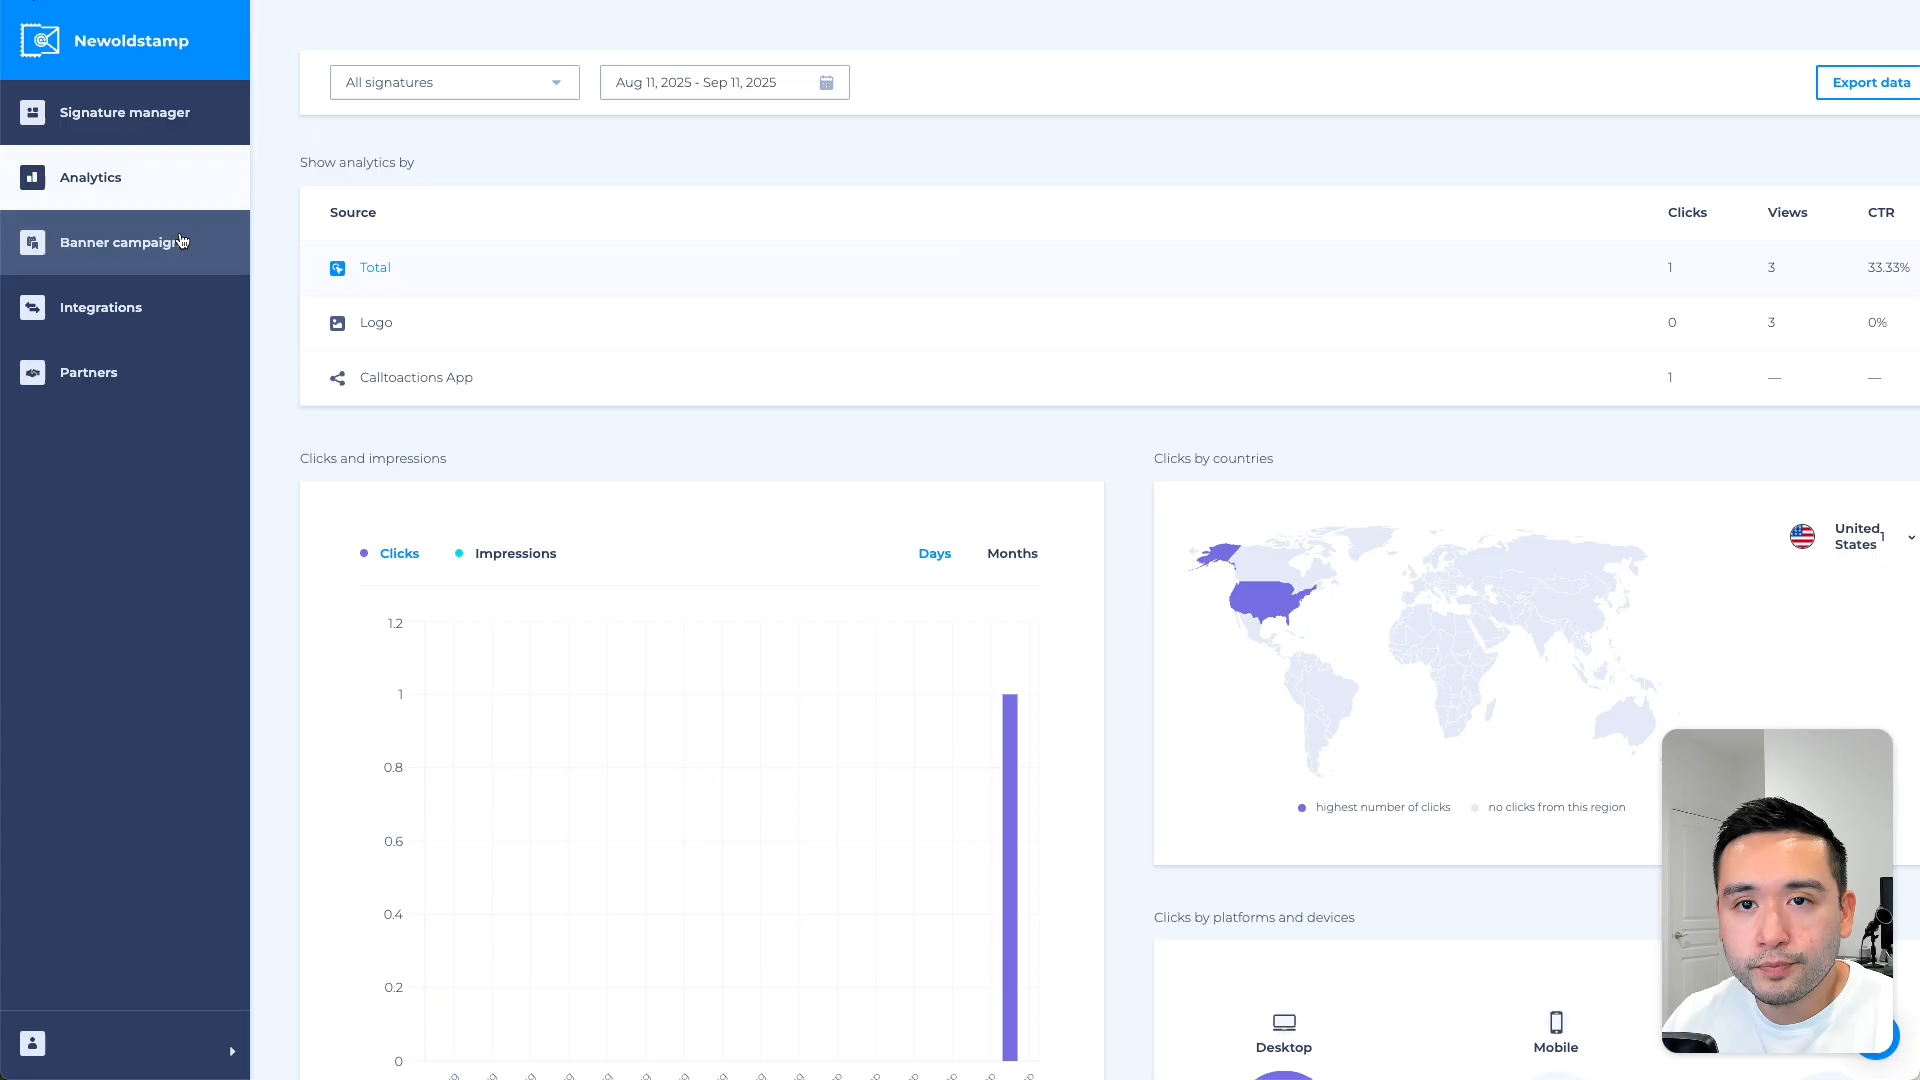 Newoldstamp
Signature manager
Analytics
Banner campaign
Integrations
Partners
All signatures
Aug 11, 2025 - Sep 11, 2025
Export data
Show analytics by
Source Clicks Views CTR
Total 1 3 33.33%
Logo 0 3 0%
Calltoactions App 1 — —
Clicks and impressions
Clicks Impressions Days Months
1.2
1
0.8
0.6
0.4
0.2
0
Clicks by countries
United
States 1
highest number of clicks no clicks from this region
Clicks by platforms and devices
Desktop Mobile